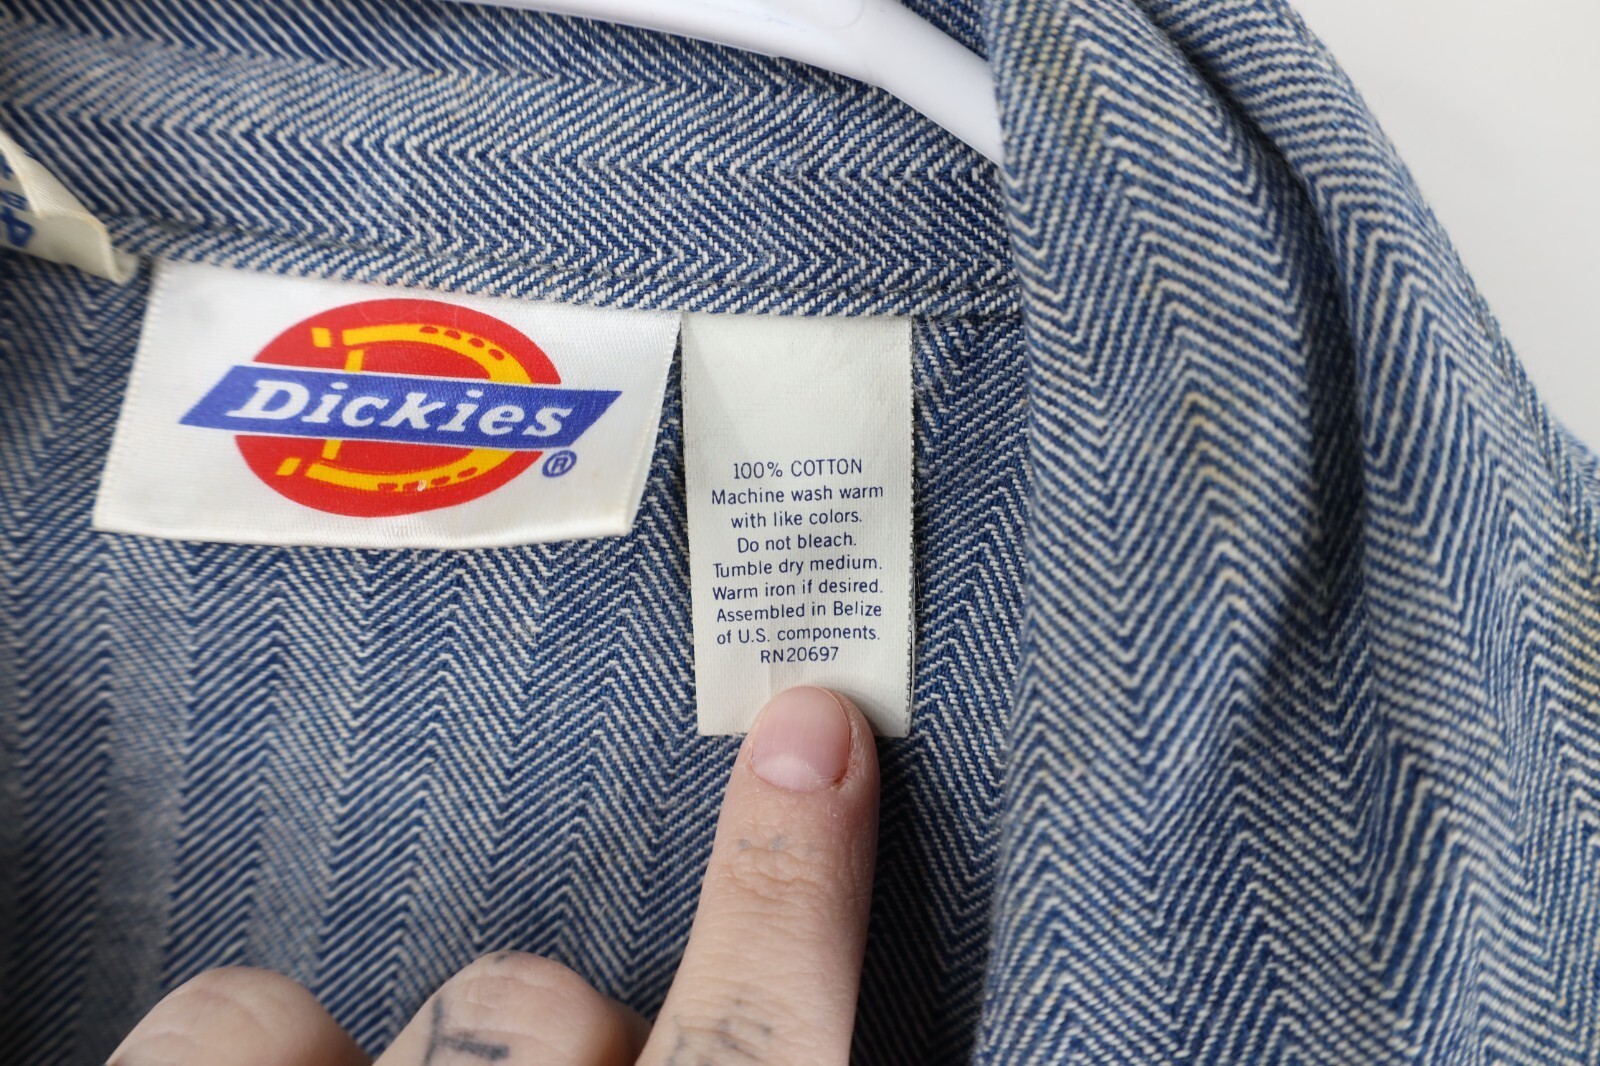 Dickies
®
100% COTTON
Machine wash warm
with like colors.
Do not bleach.
Tumble dry medium.
Warm iron if desired.
Assembled in Belize
of U.S. components.
RN20697